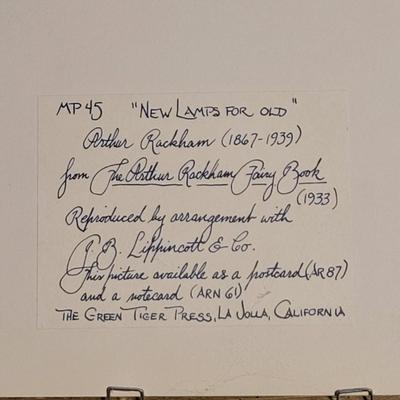 MP 45 "NEW LAMPS FOR OLD"
Arthur Rackham (1867-1939)
from The Arthur Rackham Fairy Book
(1933)
Reproduced by arrangement with
J. B. Lippincott & Co.
This picture available as a postcard (AR 87)
and a notecard (ARN 61)
THE GREEN TIGER PRESS, LA JOLLA, CALIFORNIA